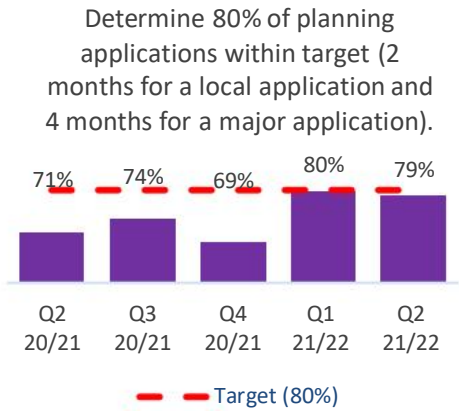 Determine 80% of planning
applications within target (2
months for a local application and
4 months for a major application).
71% 74% 69% 80% 79%
Q2 Q3 Q4 Q1 Q2
20/21 20/21 20/21 21/22 21/22
Target (80%)